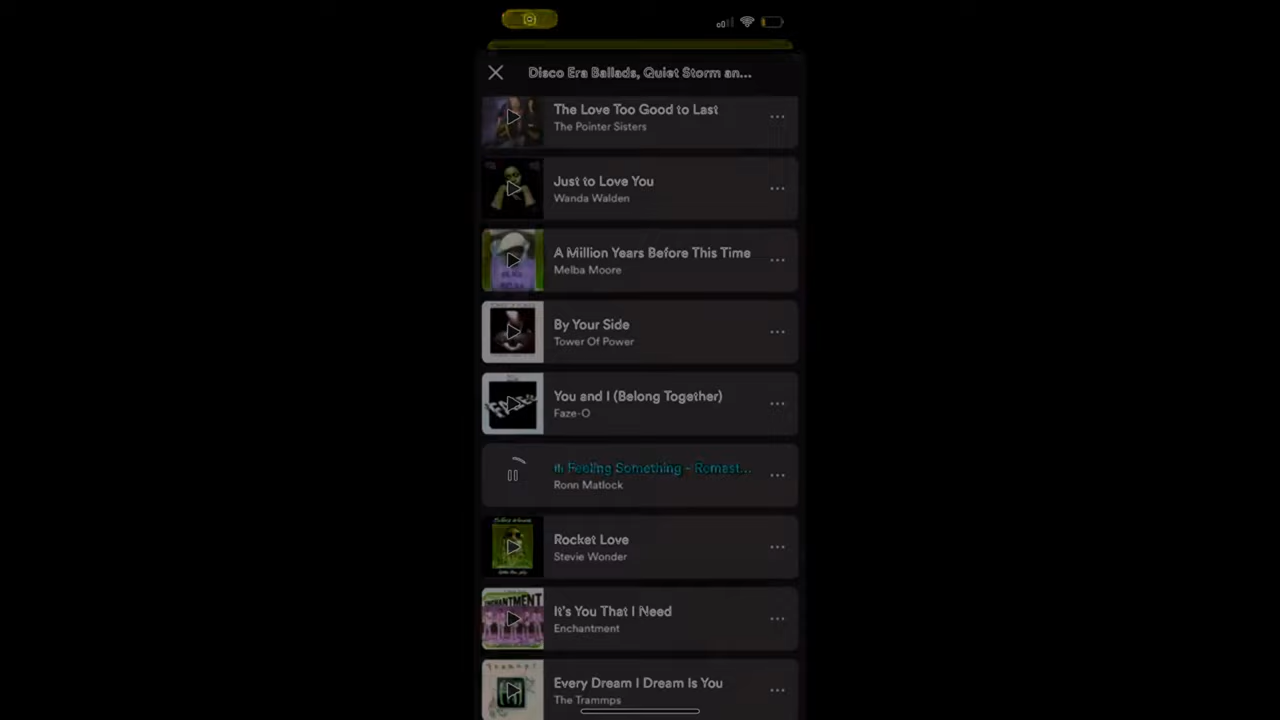 Disco Era Ballads, Quiet Storm an...
The Love Too Good to Last
The Pointer Sisters
Just to Love You
Wanda Walden
A Million Years Before This Time
Melba Moore
By Your Side
Tower Of Power
You and I (Belong Together)
Faze-O
Feeling Something - Remast...
Ronn Matlock
Rocket Love
Stevie Wonder
It's You That I Need
Enchantment
Every Dream I Dream Is You
The Trammps